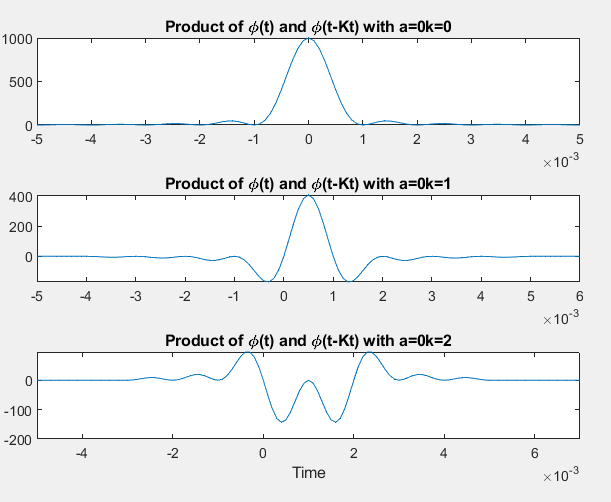 Product of ϕ(t) and ϕ(t-Kt) with a=0k=0
1000
500
0
-5 -4 -3 -2 -1 0 1 2 3 4 5
×10-3
Product of ϕ(t) and ϕ(t-Kt) with a=0k=1
400
200
0
-5 -4 -3 -2 -1 0 1 2 3 4 5 6
×10-3
Product of ϕ(t) and ϕ(t-Kt) with a=0k=2
0
-100
-200
-4 -2 0 2 4 6
Time
×10-3